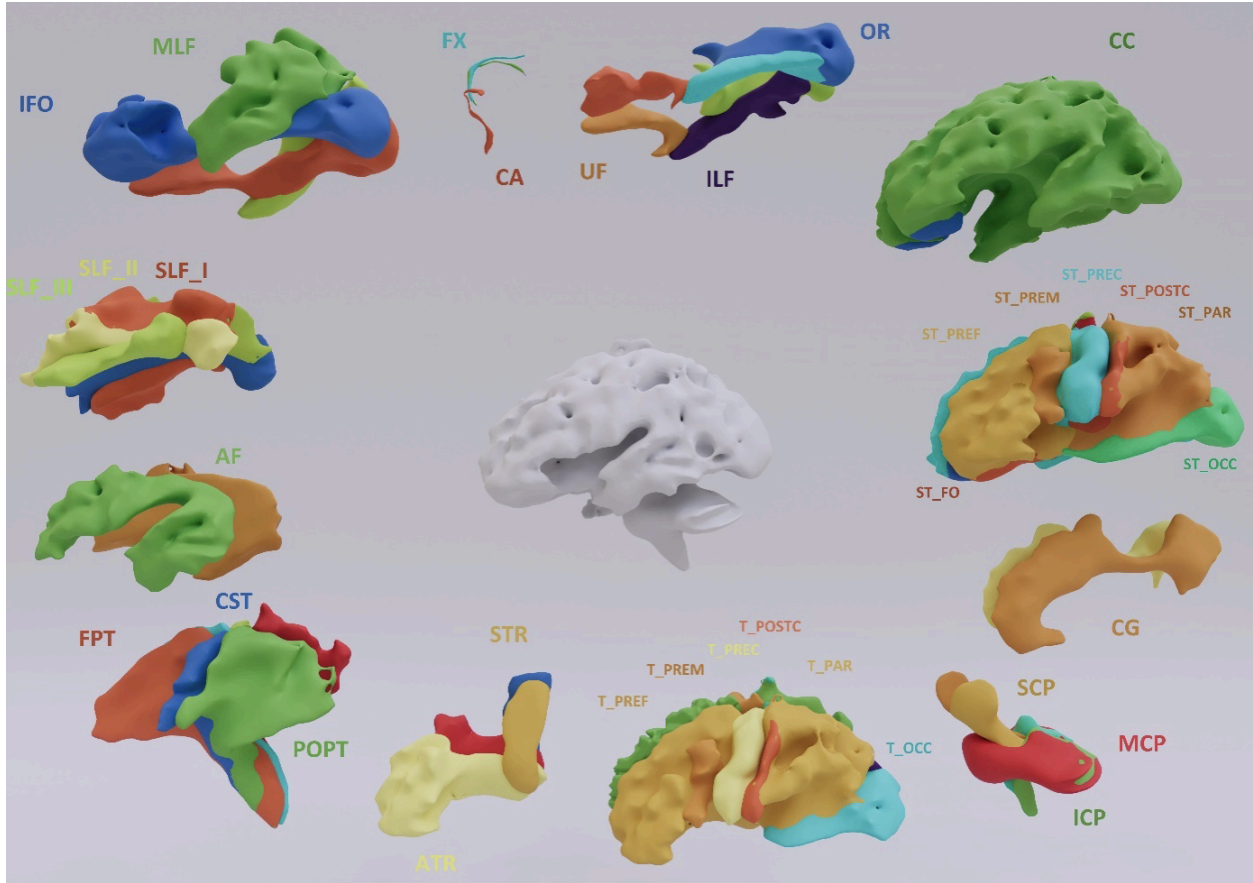 MLF
FX
OR
CC
IFO
CA
UF
ILF
SLF_III
SLF_II
SLF_I
ST_PREC
ST_PREM
ST_POSTC
ST_PAR
ST_PREF
AF
ST_OCC
ST_FO
CST
FPT
STR
T_POSTC
T_PREC
T_PREM
T_PAR
T_PREF
CG
SCP
MCP
POPT
T_OCC
ICP
ATR